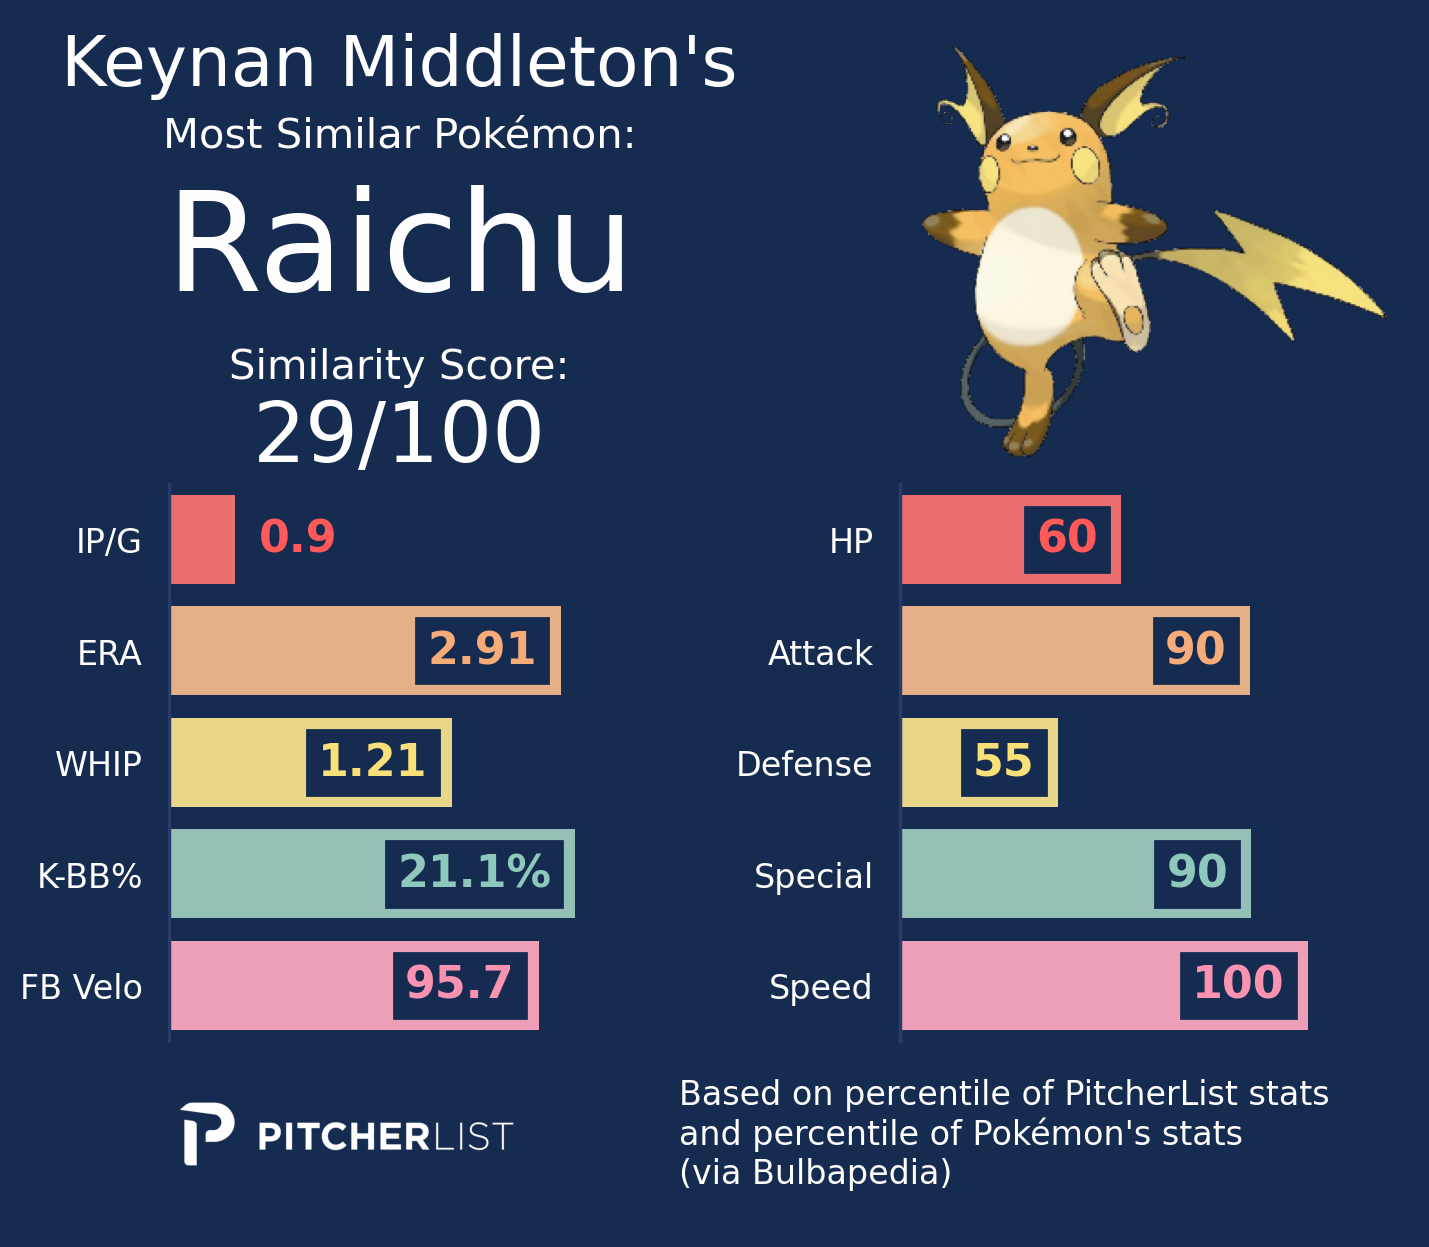 Keynan Middleton's
Most Similar Pokémon:
Raichu
Similarity Score:
29/100
IP/G 0.9
ERA 2.91
WHIP 1.21
K-BB% 21.1%
FB Velo 95.7
HP 60
Attack 90
Defense 55
Special 90
Speed 100
PITCHERLIST
Based on percentile of PitcherList stats
and percentile of Pokémon's stats
(via Bulbapedia)